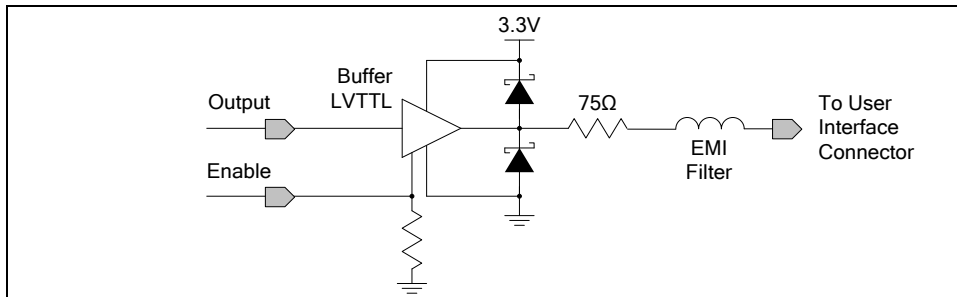 3.3V
Buffer
LVTTL
Output
75Ω
To User
Interface
Connector
EMI
Filter
Enable